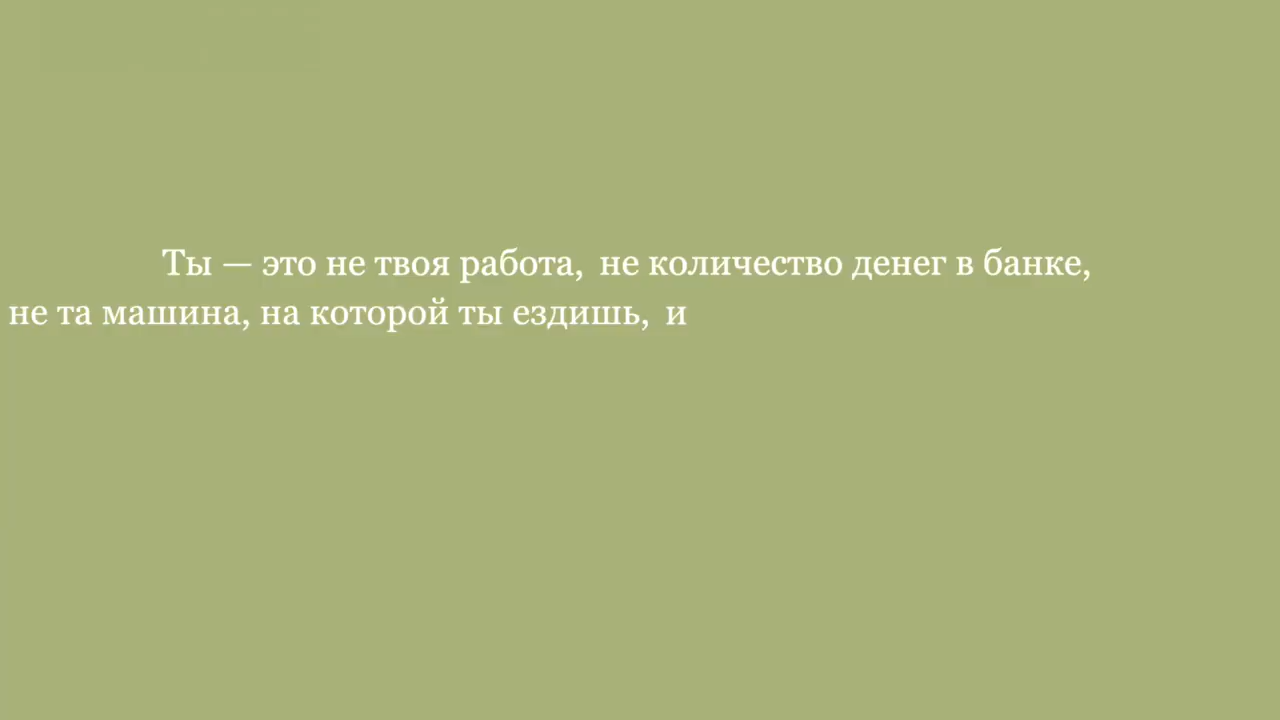 Ты — это не твоя работа, не количество денег в банке,
не та машина, на которой ты ездишь, и